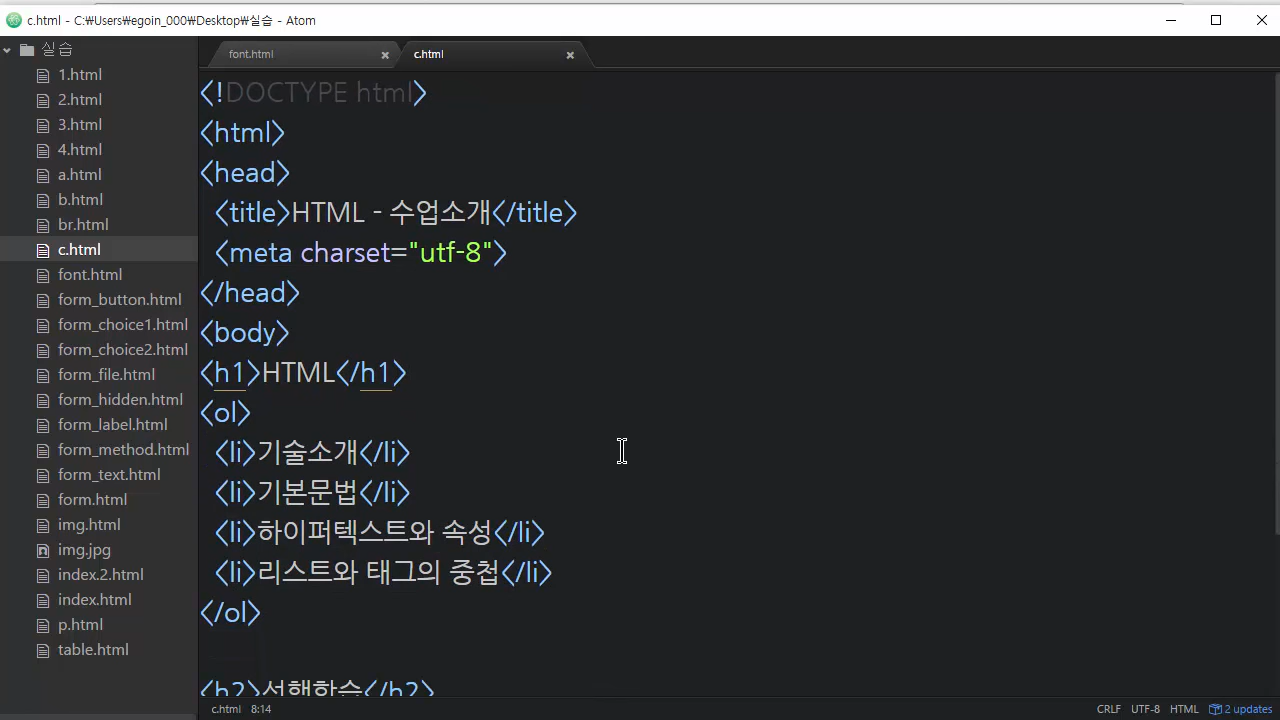 c.html - C:₩Users₩egoin_000₩Desktop₩실습 - Atom
실습
1.html
2.html
3.html
4.html
a.html
b.html
br.html
c.html
font.html
form_button.html
form_choice1.html
form_choice2.html
form_file.html
form_hidden.html
form_label.html
form_method.html
form_text.html
form.html
img.html
img.jpg
index.2.html
index.html
p.html
table.html
font.html
c.html
<!DOCTYPE html>
<html>
<head>
<title>HTML - 수업소개</title>
<meta charset="utf-8">
</head>
<body>
<h1>HTML</h1>
<ol>
<li>기술소개</li>
<li>기본문법</li>
<li>하이퍼텍스트와 속성</li>
<li>리스트와 태그의 중첩</li>
</ol>
<h2>선행학습</h2>
c.html 8:14 CRLF UTF-8 HTML 2 updates